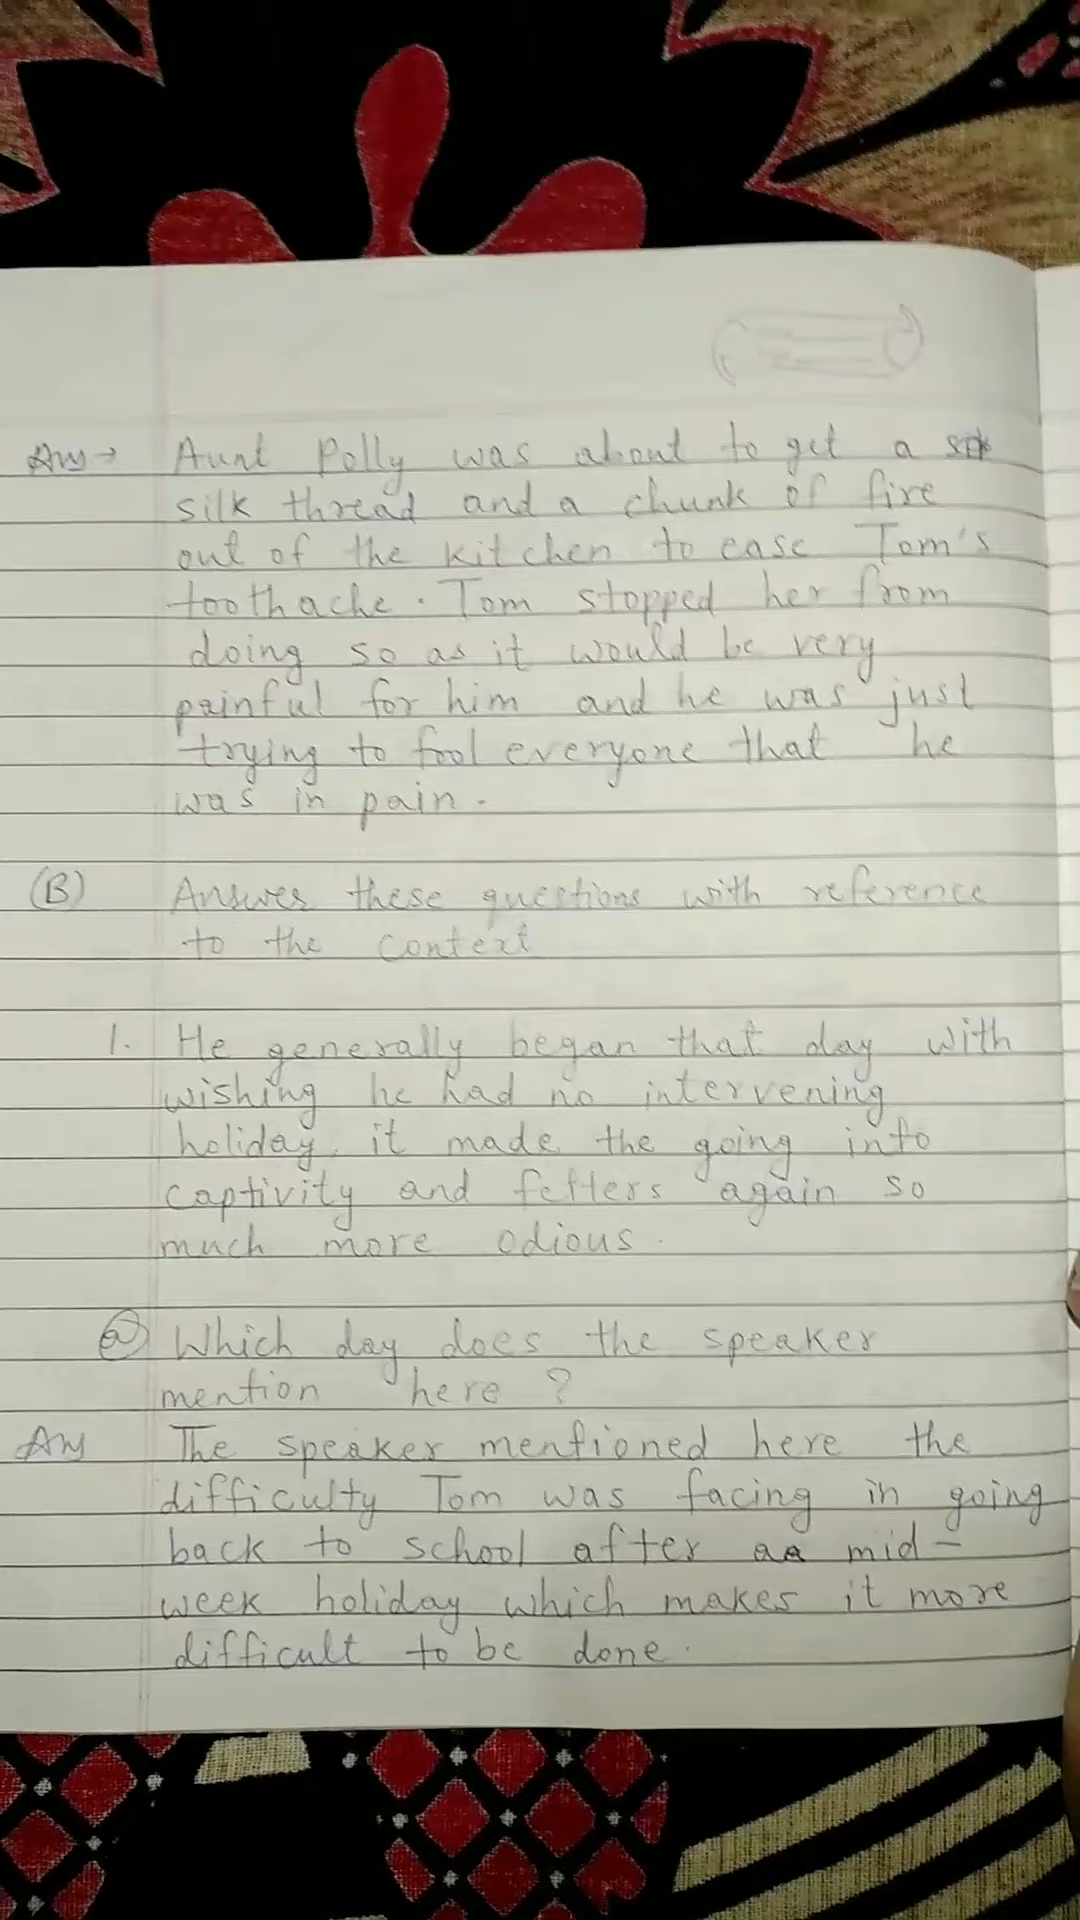 Ans → Aunt Polly was about to get a
silk thread and a chunk of fire
out of the kitchen to ease Tom's
toothache. Tom stopped her from
doing so as it would be very
painful for him and he was just
trying to fool everyone that he
was in pain.
(B) Answer these questions with reference
to the context
1. He generally began that day with
wishing he had no intervening
holiday, it made the going into
captivity and fetters again so
much more odious.
(a) Which day does the speaker
mention here ?
Ans The speaker mentioned here the
difficulty Tom was facing in going
back to school after a mid-
week holiday which makes it more
difficult to be done.